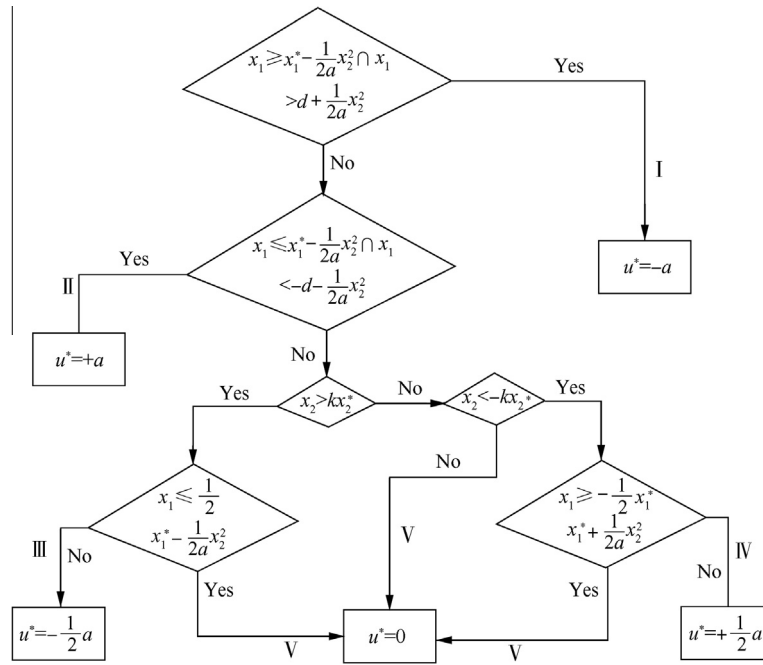 x₁≥x₁*-1/2a x₂²∩x₁
>d+1/2a x₂²
Yes
No
I
x₁≤x₁*-1/2a x₂²∩x₁
<-d-1/2a x₂²
Yes
II
u*=-a
u*=+a
No
Yes
x₂>kx₂*
No
x₂<-kx₂*
Yes
No
x₁≤1/2
x₁*-1/2a x₂²
x₁≥-1/2 x₁*
x₁*+1/2a x₂²
III
No
V
IV
No
Yes
Yes
u*=-1/2 a
V
u*=0
V
u*=+1/2 a